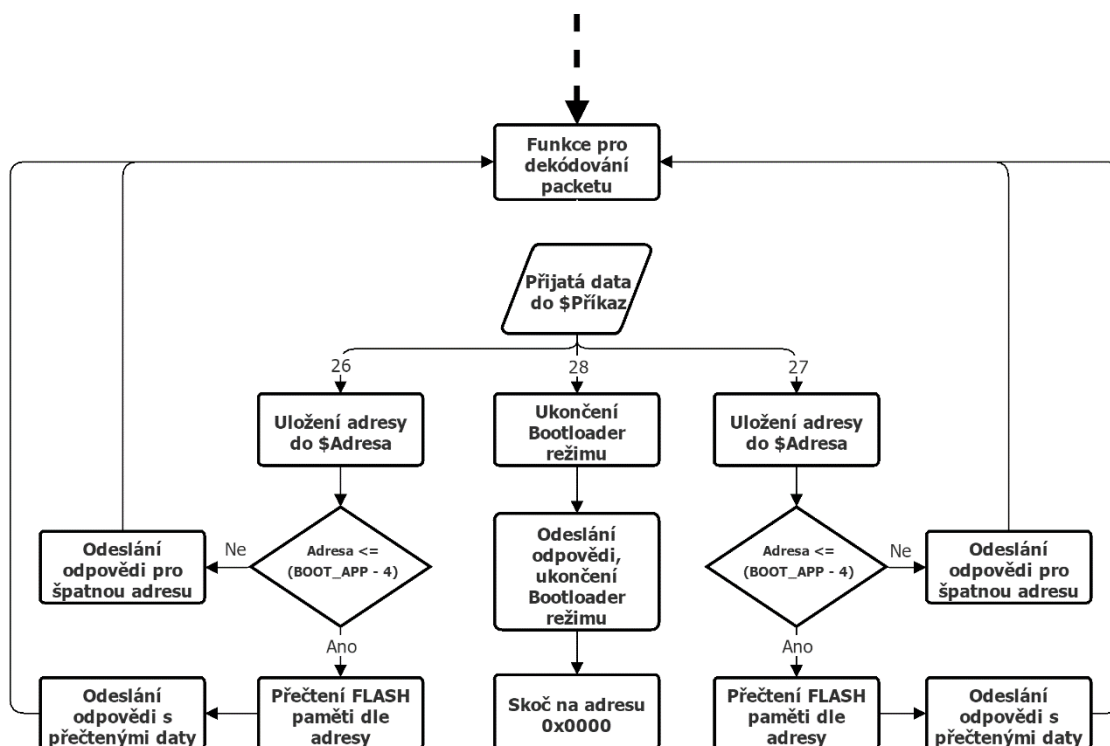 Funkce pro
dekódování
packetu
Přijatá data
do $Příkaz
26
28
27
Uložení adresy
do $Adresa
Ukončení
Bootloader
režimu
Uložení adresy
do $Adresa
Odeslání
odpovědi pro
špatnou adresu
Ne
Adresa <=
(BOOT_APP - 4)
Odeslání
odpovědi,
ukončení
Bootloader
režimu
Adresa <=
(BOOT_APP - 4)
Ne
Odeslání
odpovědi pro
špatnou adresu
Ano
Ano
Odeslání
odpovědi s
přečtenými daty
Přečtení FLASH
paměti dle
adresy
Skoč na adresu
0x0000
Přečtení FLASH
paměti dle
adresy
Odeslání
odpovědi s
přečtenými daty